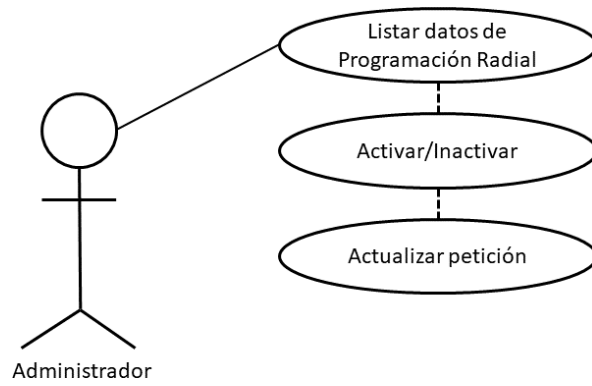 Listar datos de
Programación Radial
Activar/Inactivar
Actualizar petición
Administrador